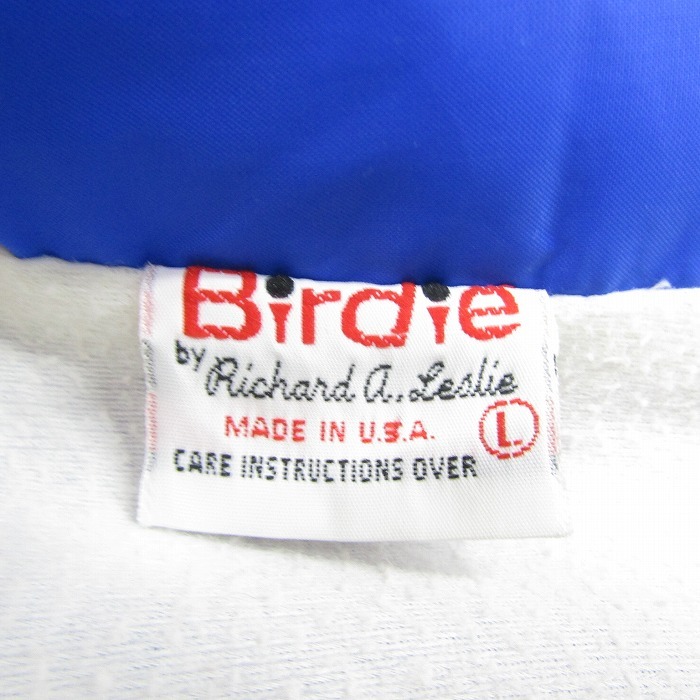 Birdie
by Richard A. Leslie
MADE IN U.S.A. L
CARE INSTRUCTIONS OVER